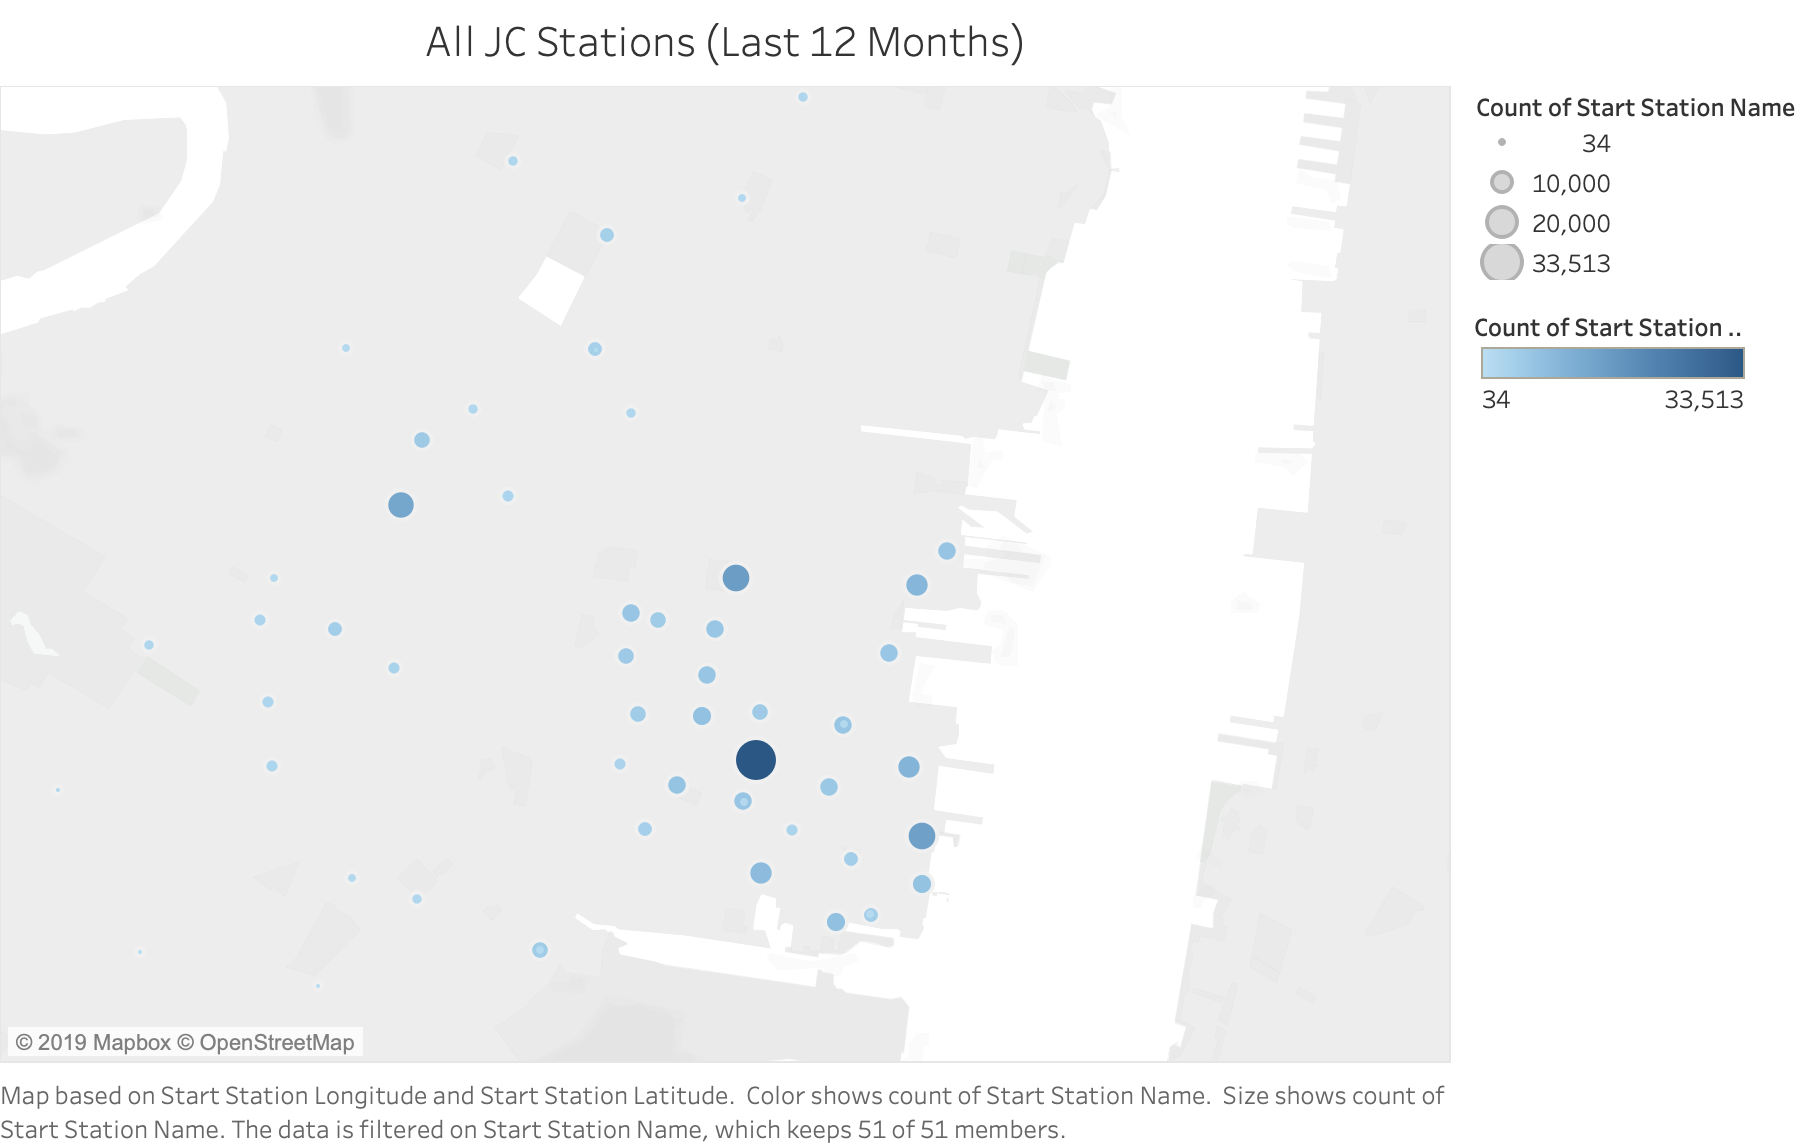 All JC Stations (Last 12 Months)
Count of Start Station Name
34
10,000
20,000
33,513
Count of Start Station ..
34 33,513
© 2019 Mapbox © OpenStreetMap
Map based on Start Station Longitude and Start Station Latitude.  Color shows count of Start Station Name.  Size shows count of
Start Station Name. The data is filtered on Start Station Name, which keeps 51 of 51 members.